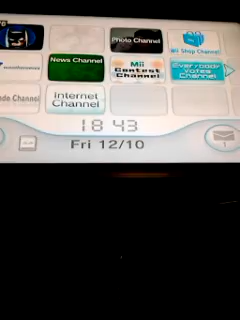 Photo Channel
Wii Shop Channel
News Channel
Mii
Contest
Channel
Everybody
Votes
Channel
Internet
Channel
18 43
Fri 12/10
1